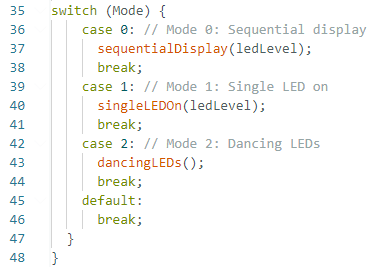 35 switch (Mode) {
36 case 0: // Mode 0: Sequential display
37 sequentialDisplay(ledLevel);
38 break;
39 case 1: // Mode 1: Single LED on
40 singleLEDOn(ledLevel);
41 break;
42 case 2: // Mode 2: Dancing LEDs
43 dancingLEDs();
44 break;
45 default:
46 break;
47 }
48 }